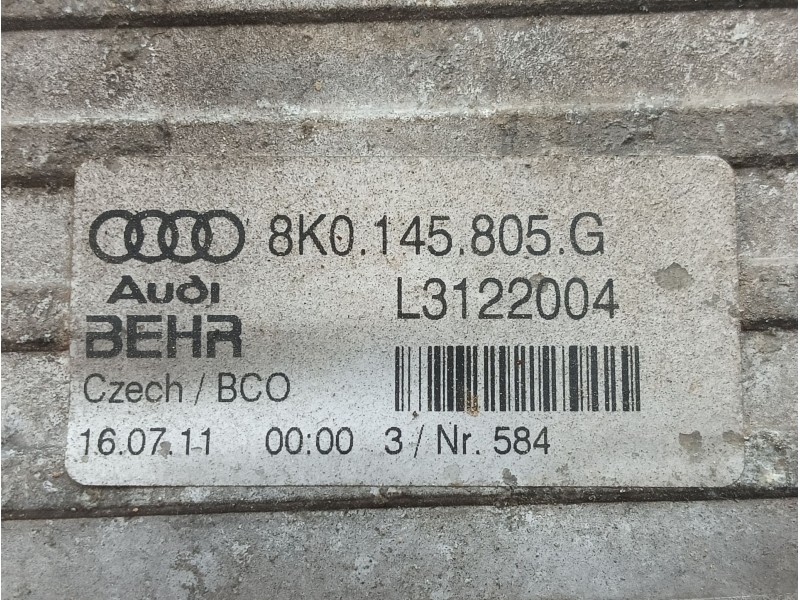 8K0.145.805.G
Audi L3122004
BEHR
Czech / BCO
16.07.11 00:00 3 / Nr. 584